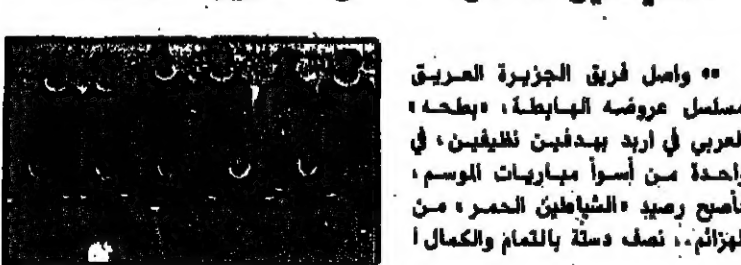 ●● واصل فريق الجزيرة العريق
مسلسل عروضه الهابطة، «بطحه»
العربي في اربد بهدفين نظيفين، في
واحدة من أسوأ مباريات الموسم،
فأصبح رصيد «الشياطين الحمر» من
الهزائم.. نصف دستة بالتمام والكمال !